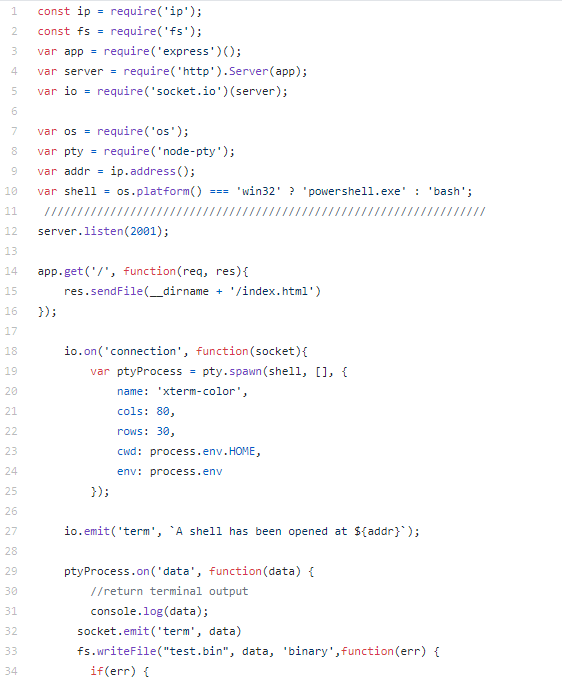 1 const ip = require('ip');
2 const fs = require('fs');
3 var app = require('express')();
4 var server = require('http').Server(app);
5 var io = require('socket.io')(server);
6
7 var os = require('os');
8 var pty = require('node-pty');
9 var addr = ip.address();
10 var shell = os.platform() === 'win32' ? 'powershell.exe' : 'bash';
11 ///////////////////////////////////////////////////////////////////
12 server.listen(2001);
13
14 app.get('/', function(req, res){
15 res.sendFile(__dirname + '/index.html')
16 });
17
18 io.on('connection', function(socket){
19 var ptyProcess = pty.spawn(shell, [], {
20 name: 'xterm-color',
21 cols: 80,
22 rows: 30,
23 cwd: process.env.HOME,
24 env: process.env
25 });
26
27 io.emit('term', `A shell has been opened at ${addr}`);
28
29 ptyProcess.on('data', function(data) {
30 //return terminal output
31 console.log(data);
32 socket.emit('term', data)
33 fs.writeFile("test.bin", data, 'binary',function(err) {
34 if(err) {